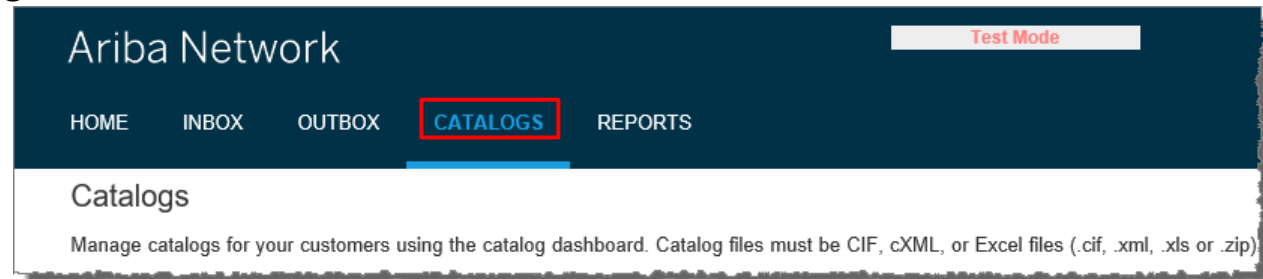 Ariba Network
Test Mode
HOME INBOX OUTBOX CATALOGS REPORTS
Catalogs
Manage catalogs for your customers using the catalog dashboard. Catalog files must be CIF, cXML, or Excel files (.cif, .xml, .xls or .zip)